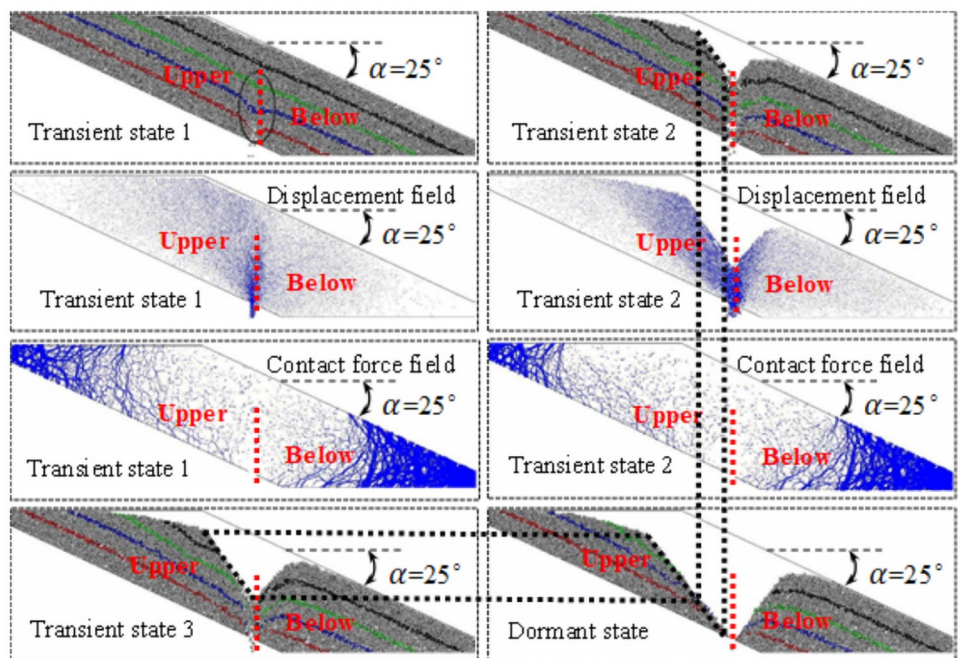 Upper
α=25°
Below
Transient state 1
Upper
α=25°
Below
Transient state 2
Displacement field
Upper
α=25°
Below
Transient state 1
Displacement field
Upper
α=25°
Below
Transient state 2
Contact force field
Upper
α=25°
Below
Transient state 1
Contact force field
Upper
α=25°
Below
Transient state 2
Upper
α=25°
Below
Transient state 3
Upper
α=25°
Below
Dormant state